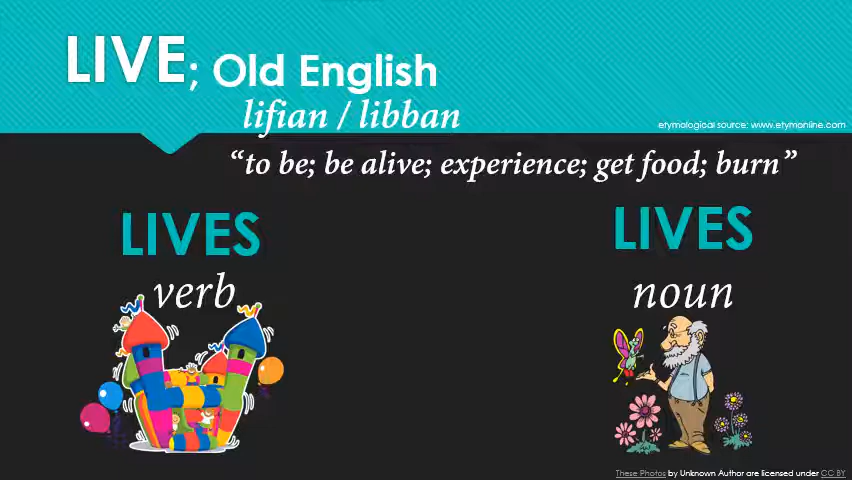 LIVE; Old English
lifian / libban
etymological source: www.etymonline.com
“to be; be alive; experience; get food; burn”
LIVES
verb
LIVES
noun
These Photos by Unknown Author are licensed under CC BY